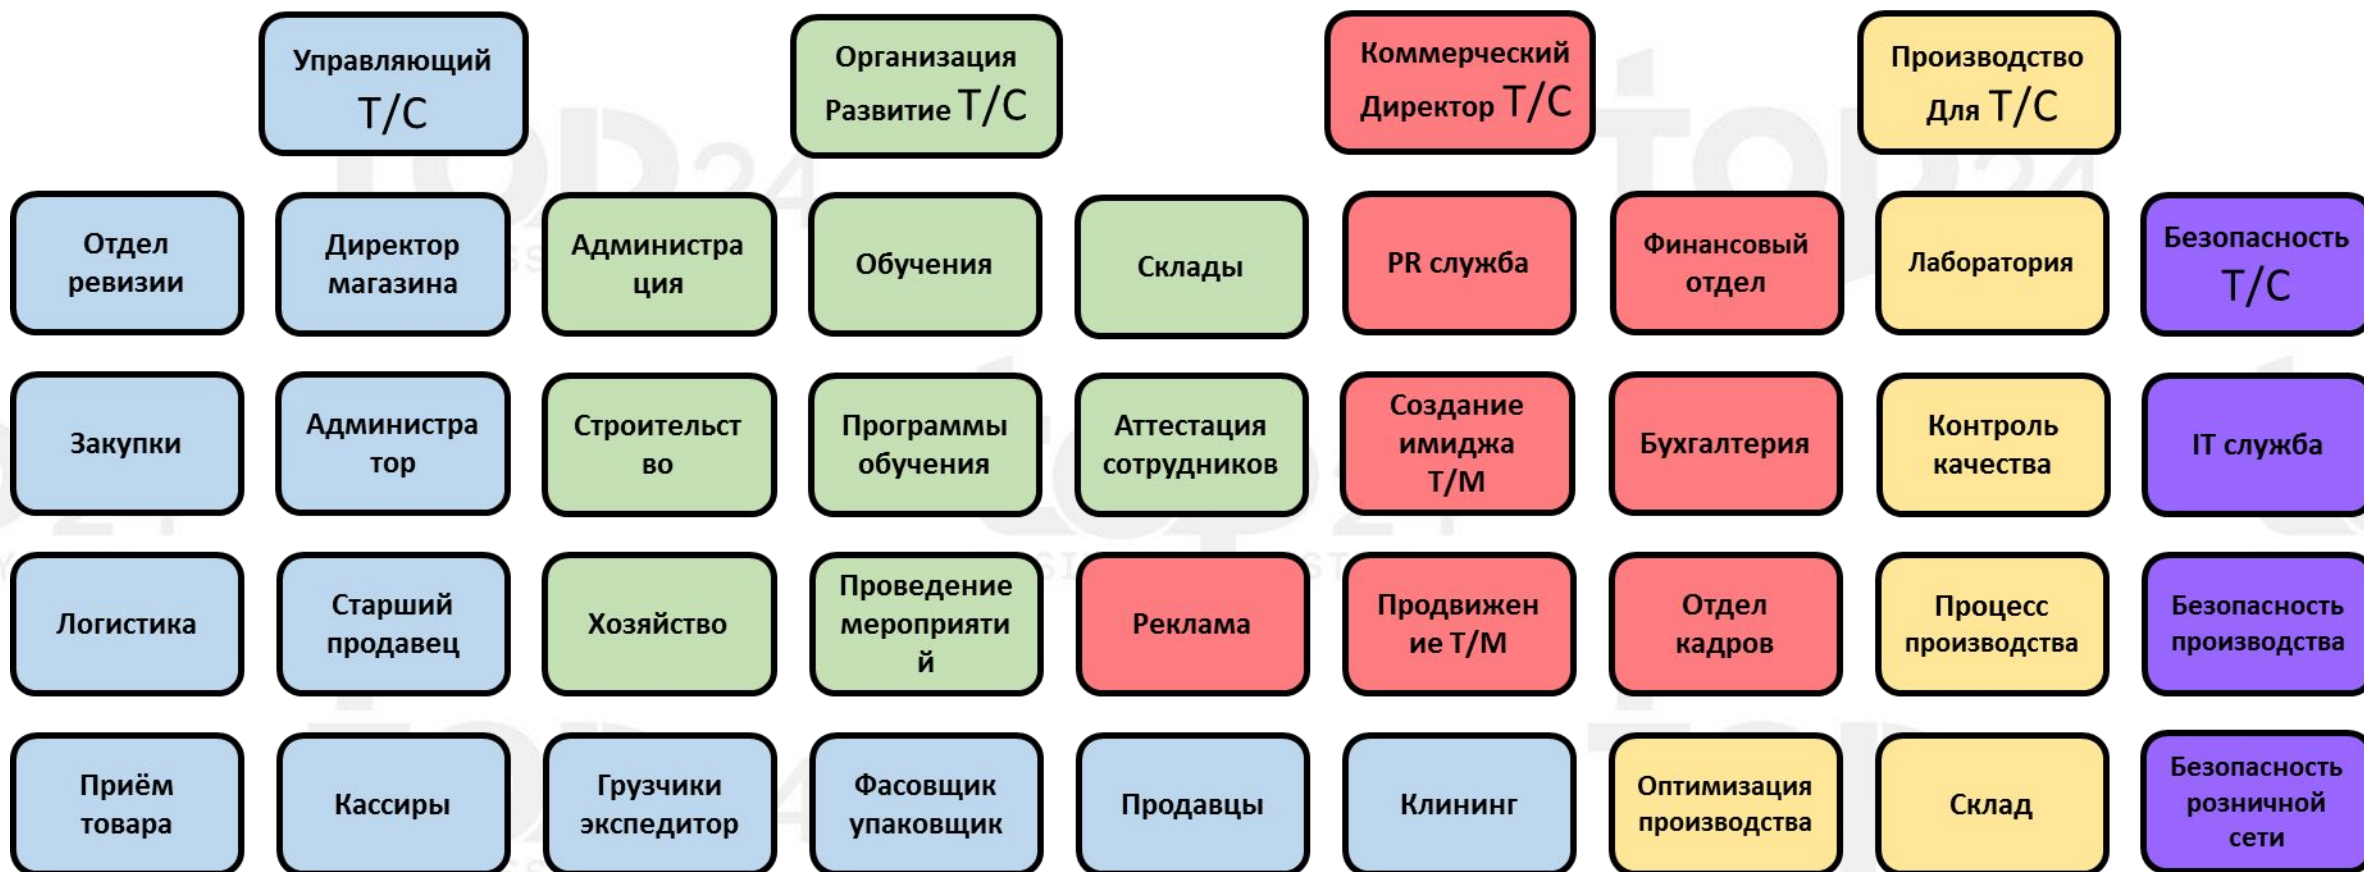 Управляющий
Т/С
Организация
Развитие Т/С
Коммерческий
Директор Т/С
Производство
Для Т/С
Отдел
ревизии
Директор
магазина
Администра
ция
Обучения
Склады
PR служба
Финансовый
отдел
Лаборатория
Безопасность
Т/С
Закупки
Администра
тор
Строительст
во
Программы
обучения
Аттестация
сотрудников
Создание
имиджа
Т/М
Бухгалтерия
Контроль
качества
IT служба
Логистика
Старший
продавец
Хозяйство
Проведение
мероприяти
й
Реклама
Продвижен
ие Т/М
Отдел
кадров
Процесс
производства
Безопасность
производства
Приём
товара
Кассиры
Грузчики
экспедитор
Фасовщик
упаковщик
Продавцы
Клининг
Оптимизация
производства
Склад
Безопасность
розничной
сети